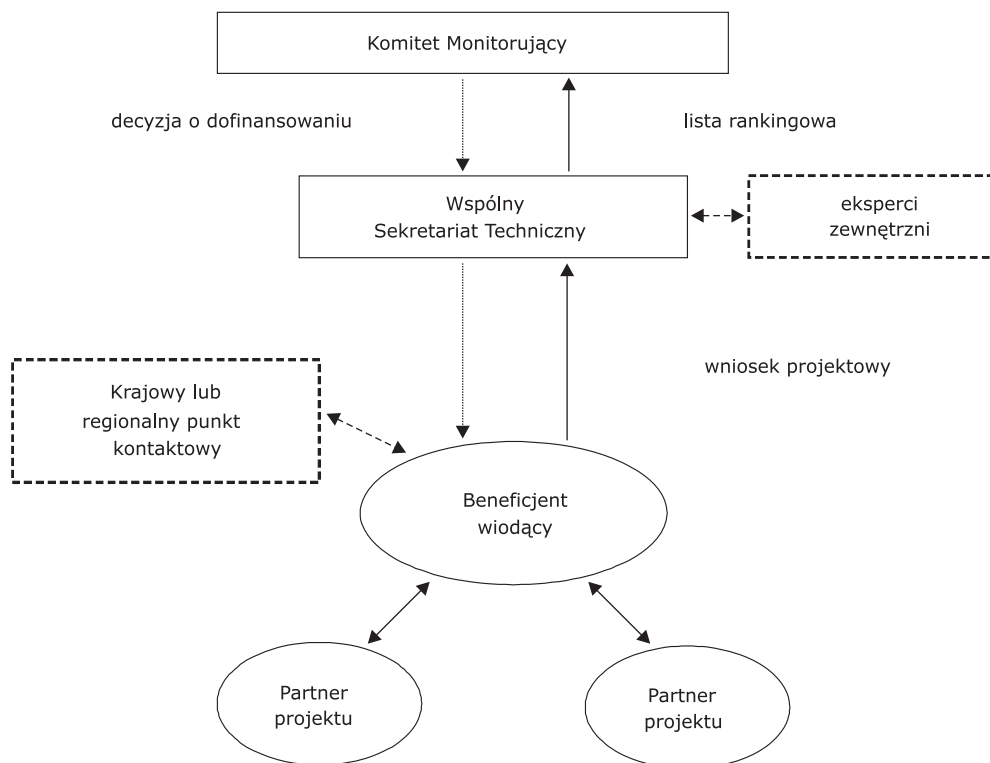 Komitet Monitorujący
decyzja o dofinansowaniu
lista rankingowa
Wspólny
Sekretariat Techniczny
eksperci
zewnętrzni
wniosek projektowy
Krajowy lub
regionalny punkt
kontaktowy
Beneficjent
wiodący
Partner
projektu
Partner
projektu